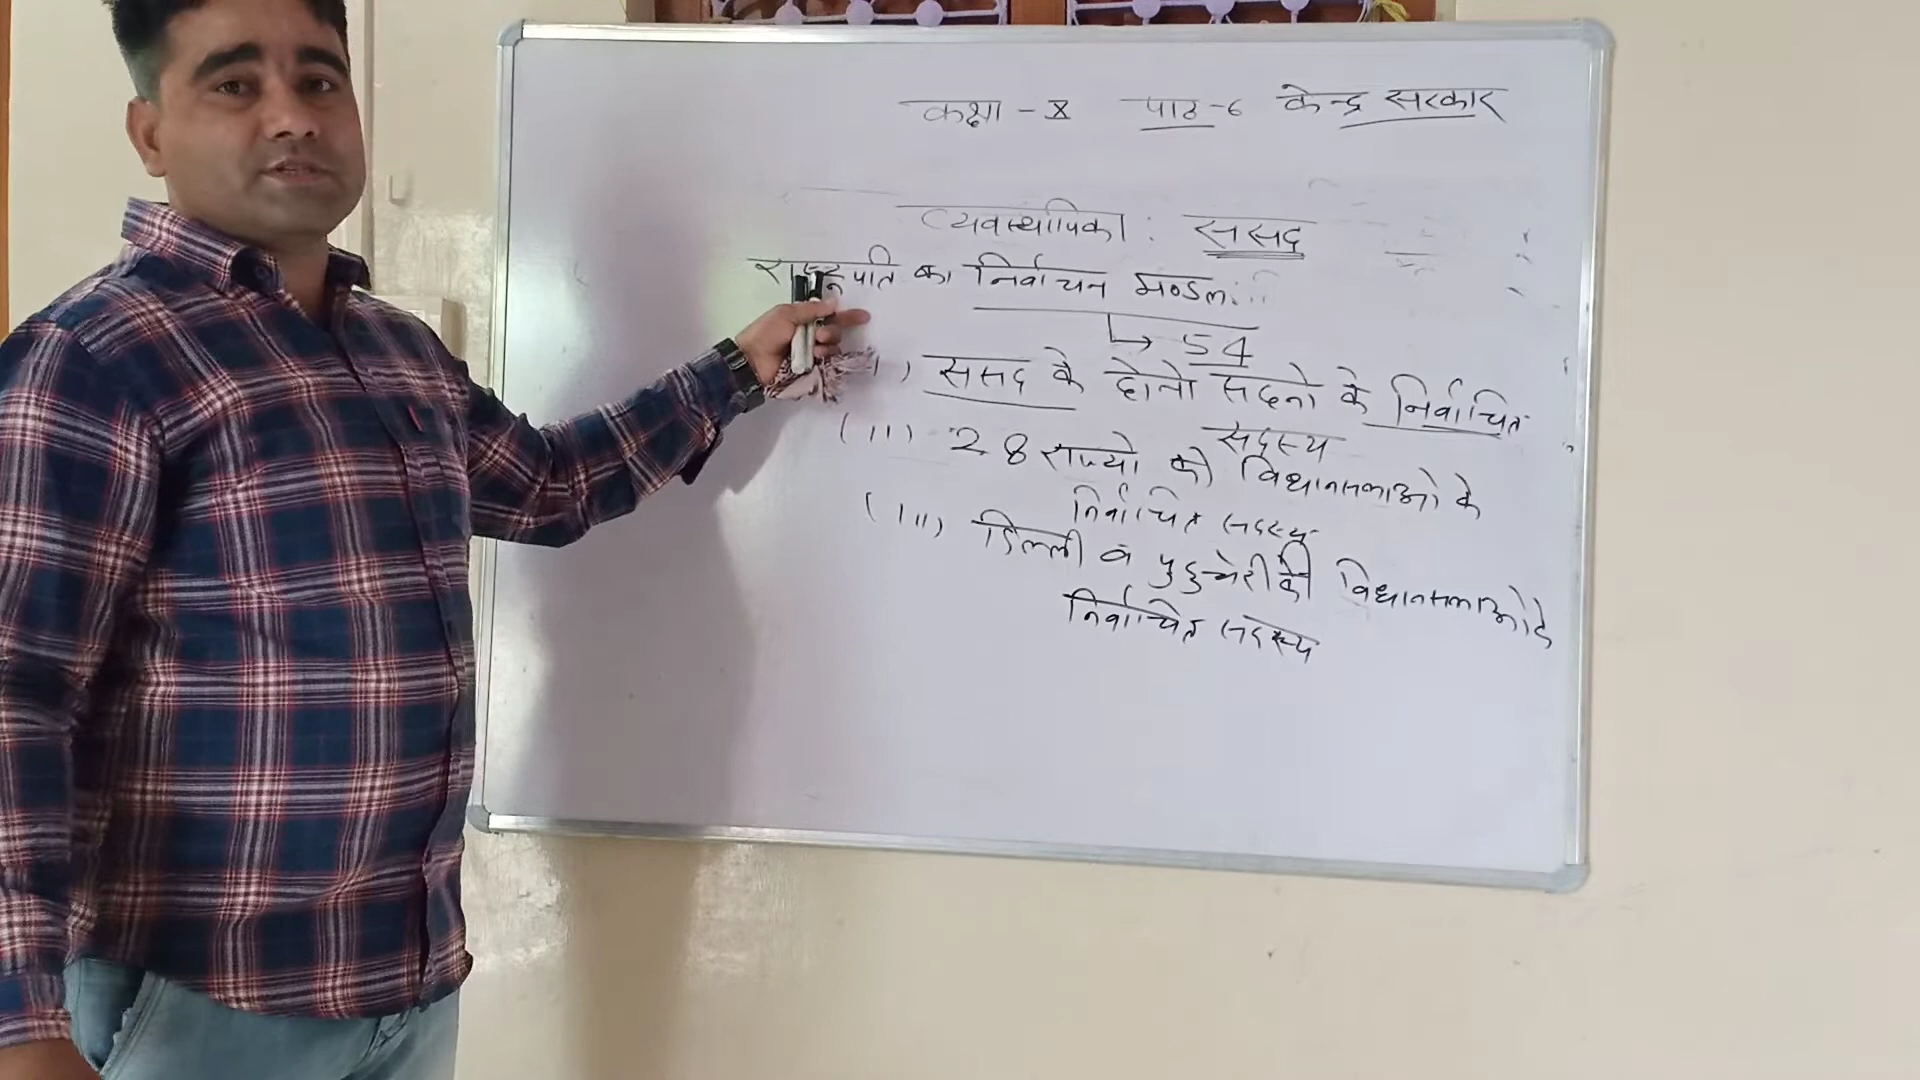 कक्षा - X पाठ-6 केन्द्र सरकार
व्यवस्थापिका : संसद
राष्ट्रपति का निर्वाचन मण्डल:
↳ 54
(i) संसद के दोनो सदनो के निर्वाचित
सदस्य
(ii) 28 राज्यो की विधानसभाओ के
निर्वाचित सदस्य
(iii) दिल्ली व पुदुच्चेरी की विधानसभाओ के
निर्वाचित सदस्य